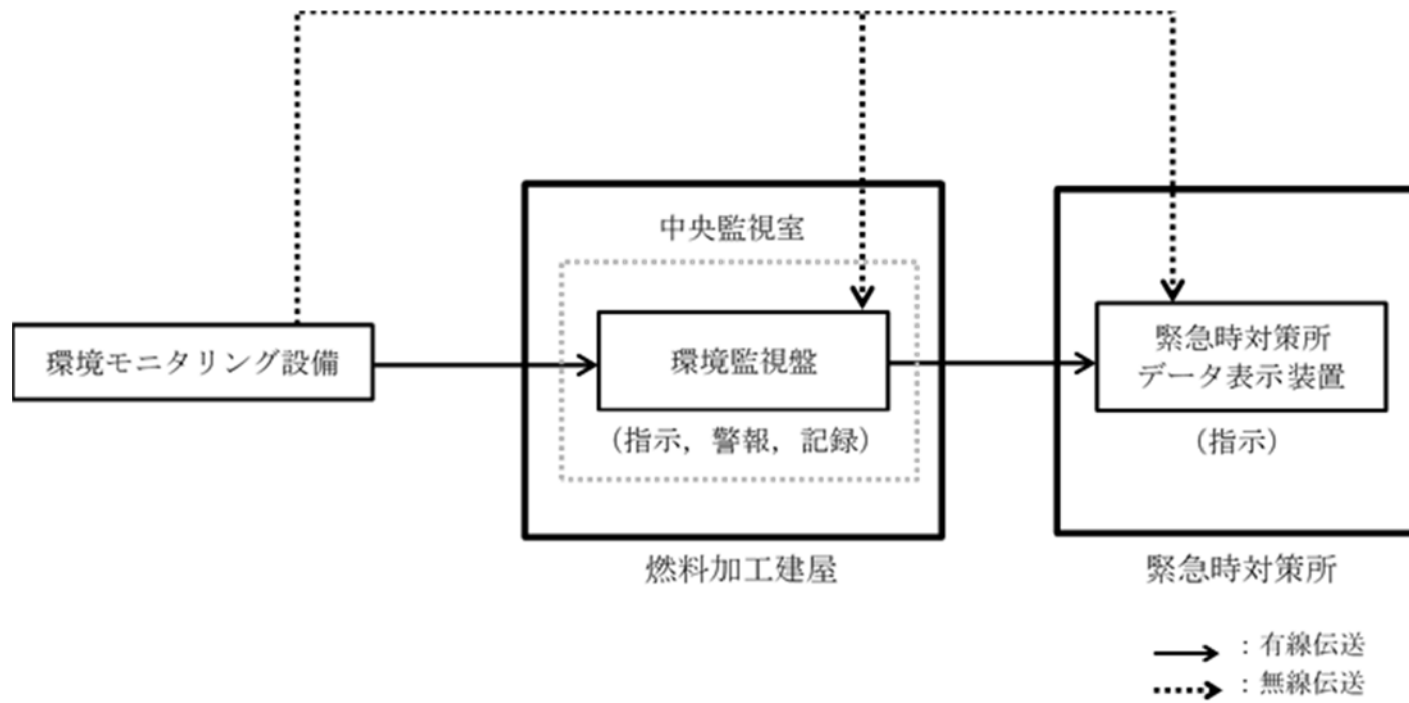 中央監視室
環境モニタリング設備
環境監視盤
(指示，警報，記録)
緊急時対策所
データ表示装置
(指示)
燃料加工建屋
緊急時対策所
：有線伝送
：無線伝送